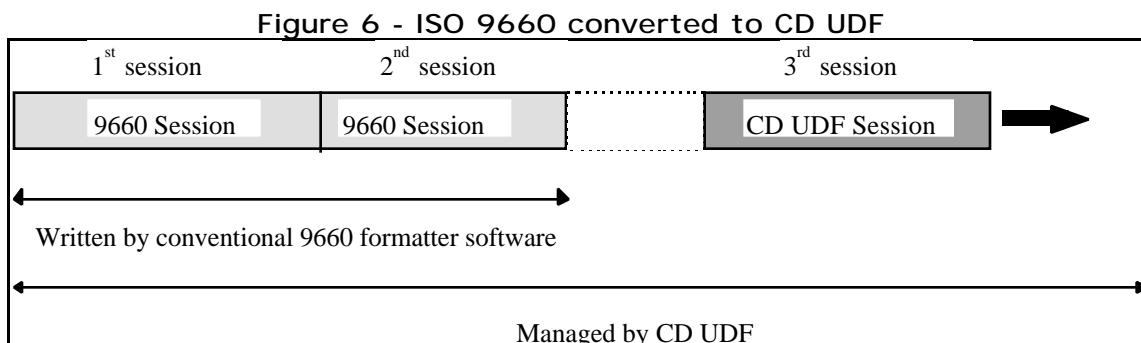 Figure 6 - ISO 9660 converted to CD UDF
1st session 2nd session 3rd session
9660 Session 9660 Session CD UDF Session
Written by conventional 9660 formatter software
Managed by CD UDF